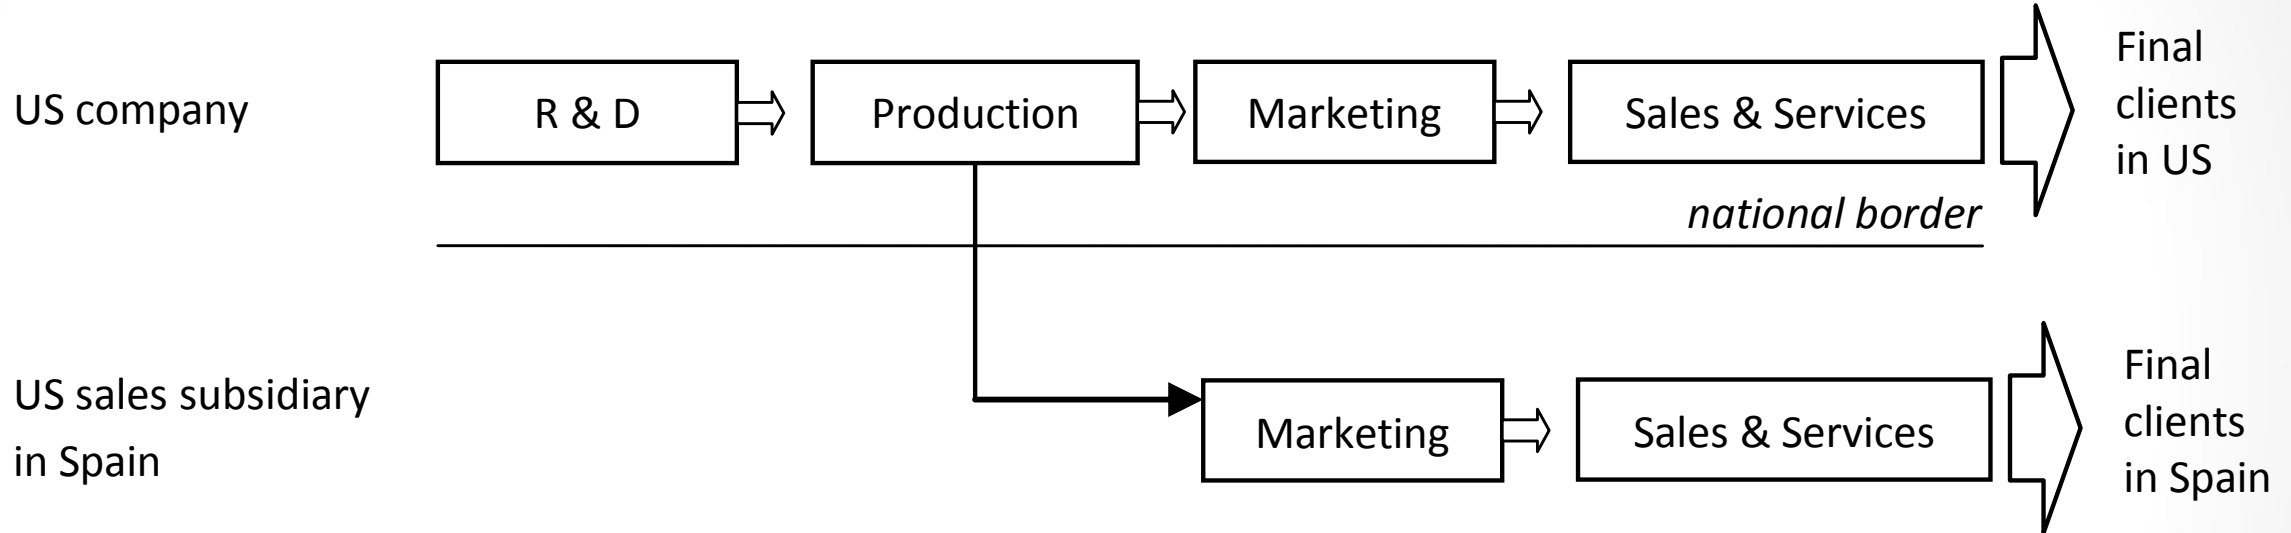 US company
R & D
Production
Marketing
Sales & Services
Final
clients
in US
national border
US sales subsidiary
in Spain
Marketing
Sales & Services
Final
clients
in Spain